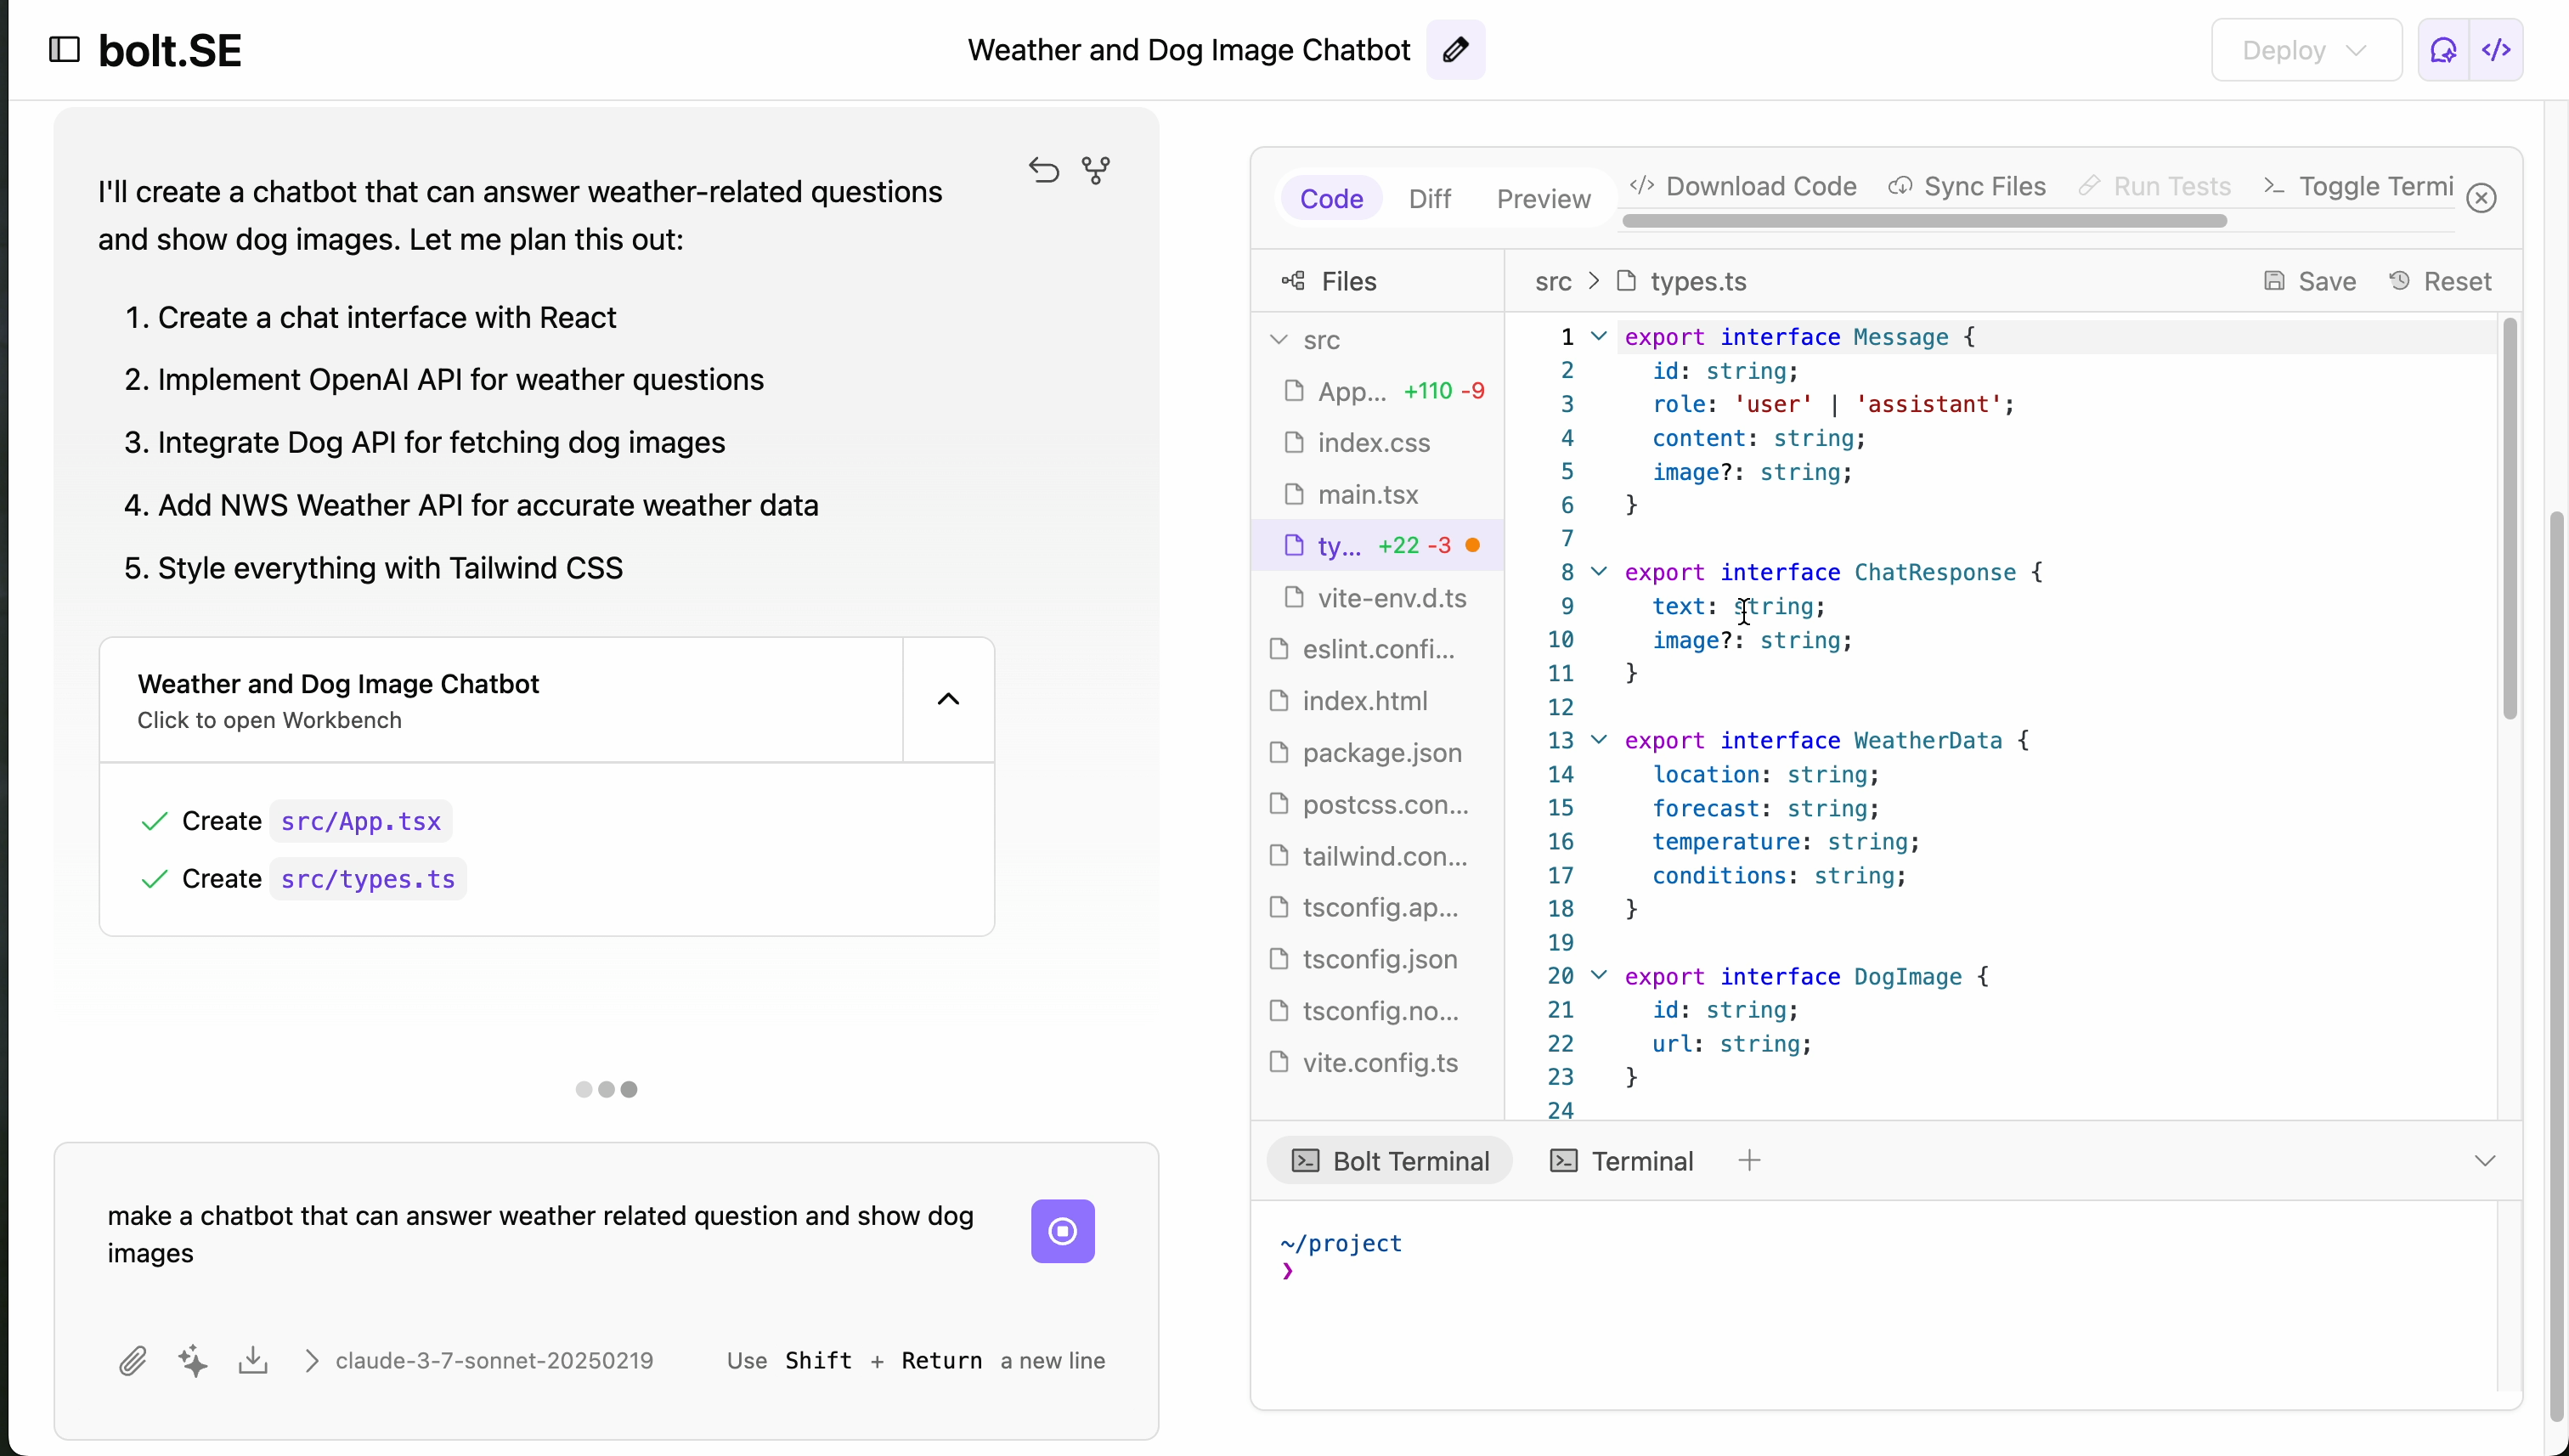 bolt.SE
Weather and Dog Image Chatbot
Deploy
I'll create a chatbot that can answer weather-related questions
and show dog images. Let me plan this out:
1. Create a chat interface with React
2. Implement OpenAI API for weather questions
3. Integrate Dog API for fetching dog images
4. Add NWS Weather API for accurate weather data
5. Style everything with Tailwind CSS
Weather and Dog Image Chatbot
Click to open Workbench
Create src/App.tsx
Create src/types.ts
make a chatbot that can answer weather related question and show dog
images
claude-3-7-sonnet-20250219
Use Shift + Return a new line
Code Diff Preview
</> Download Code Sync Files Run Tests >_ Toggle Termi
Files
src
App... +110 -9
index.css
main.tsx
ty... +22 -3
vite-env.d.ts
eslint.confi...
index.html
package.json
postcss.con...
tailwind.con...
tsconfig.ap...
tsconfig.json
tsconfig.no...
vite.config.ts
src > types.ts
Save Reset
1 export interface Message {
2 id: string;
3 role: 'user' | 'assistant';
4 content: string;
5 image?: string;
6 }
7
8 export interface ChatResponse {
9 text: string;
10 image?: string;
11 }
12
13 export interface WeatherData {
14 location: string;
15 forecast: string;
16 temperature: string;
17 conditions: string;
18 }
19
20 export interface DogImage {
21 id: string;
22 url: string;
23 }
24
Bolt Terminal Terminal +
~/project
❯